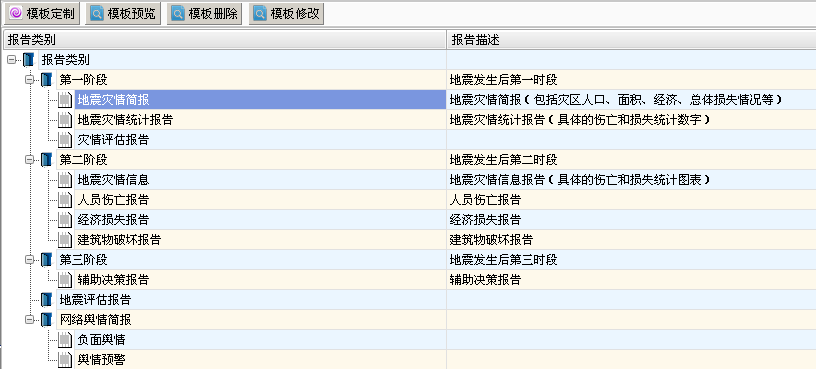 模板定制 模板预览 模板删除 模板修改
报告类别 报告描述
报告类别
第一阶段 地震发生后第一时段
地震灾情简报 地震灾情简报（包括灾区人口、面积、经济、总体损失情况等）
地震灾情统计报告 地震灾情统计报告（具体的伤亡和损失统计数字）
灾情评估报告
第二阶段 地震发生后第二时段
地震灾情信息 地震灾情信息报告（具体的伤亡和损失统计图表）
人员伤亡报告 人员伤亡报告
经济损失报告 经济损失报告
建筑物破坏报告 建筑物破坏报告
第三阶段 地震发生后第三时段
辅助决策报告 辅助决策报告
地震评估报告
网络舆情简报
负面舆情
舆情预警